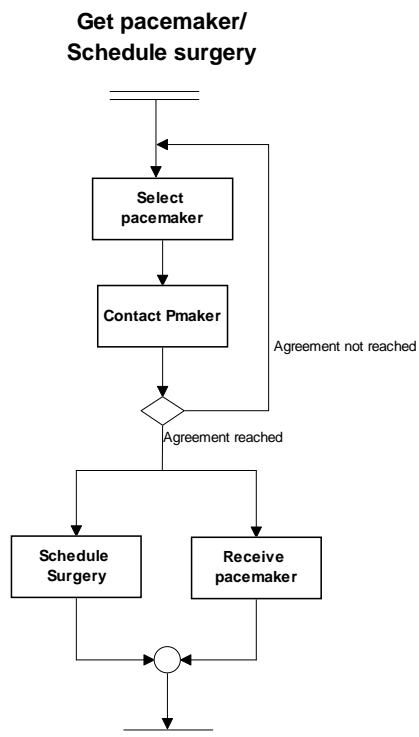 Get pacemaker/
Schedule surgery
Select
pacemaker
Contact Pmaker
Agreement not reached
Agreement reached
Schedule
Surgery
Receive
pacemaker